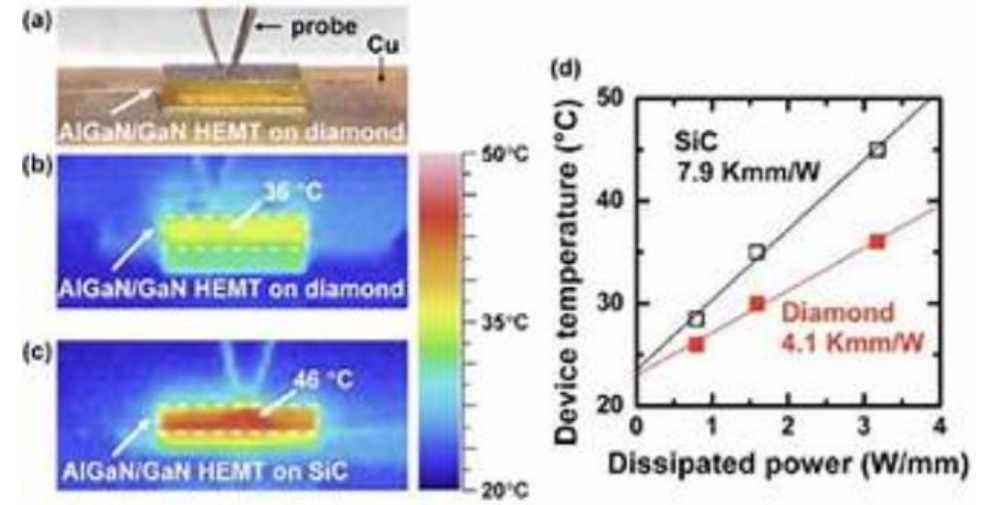 (a)
probe
Cu
AlGaN/GaN HEMT on diamond
(b)
36 °C
AlGaN/GaN HEMT on diamond
(c)
46 °C
AlGaN/GaN HEMT on SiC
50°C
35°C
20°C
(d)
Device temperature (°C)
50
40
30
20
SiC
7.9 Kmm/W
Diamond
4.1 Kmm/W
0
1
2
3
4
Dissipated power (W/mm)